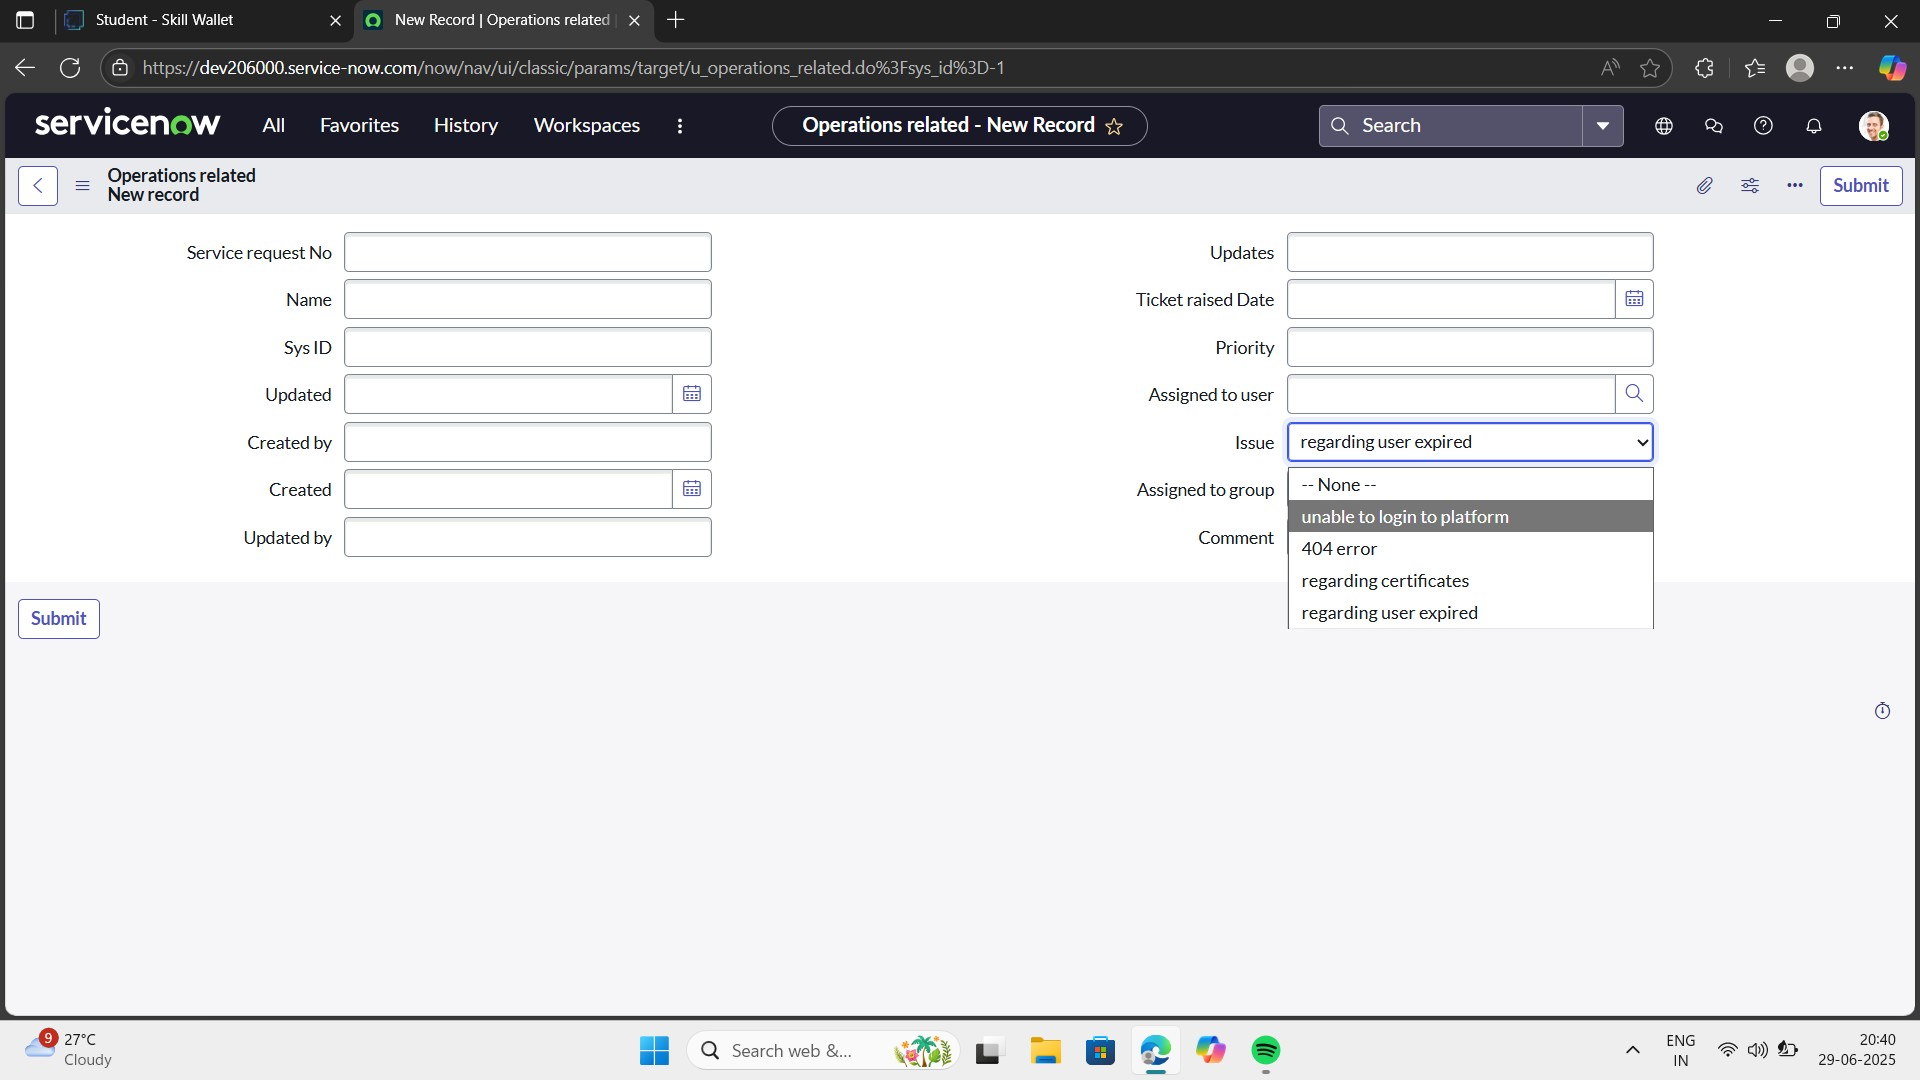 Student - Skill Wallet
New Record | Operations related
https://dev206000.service-now.com/now/nav/ui/classic/params/target/u_operations_related.do%3Fsys_id%3D-1
servicenow
All
Favorites
History
Workspaces
Operations related - New Record
Search
Operations related
New record
Submit
Service request No
Name
Sys ID
Updated
Created by
Created
Updated by
Updates
Ticket raised Date
Priority
Assigned to user
Issue
regarding user expired
Assigned to group
Comment
-- None --
unable to login to platform
404 error
regarding certificates
regarding user expired
Submit
9
27°C
Cloudy
Search web &...
ENG
IN
20:40
29-06-2025